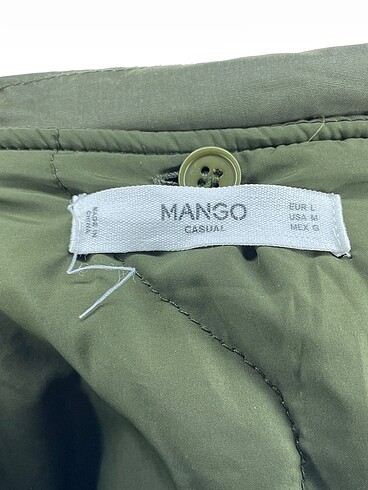 MADE IN
CHINA
MANGO
CASUAL
EUR L
USA M
MEX G